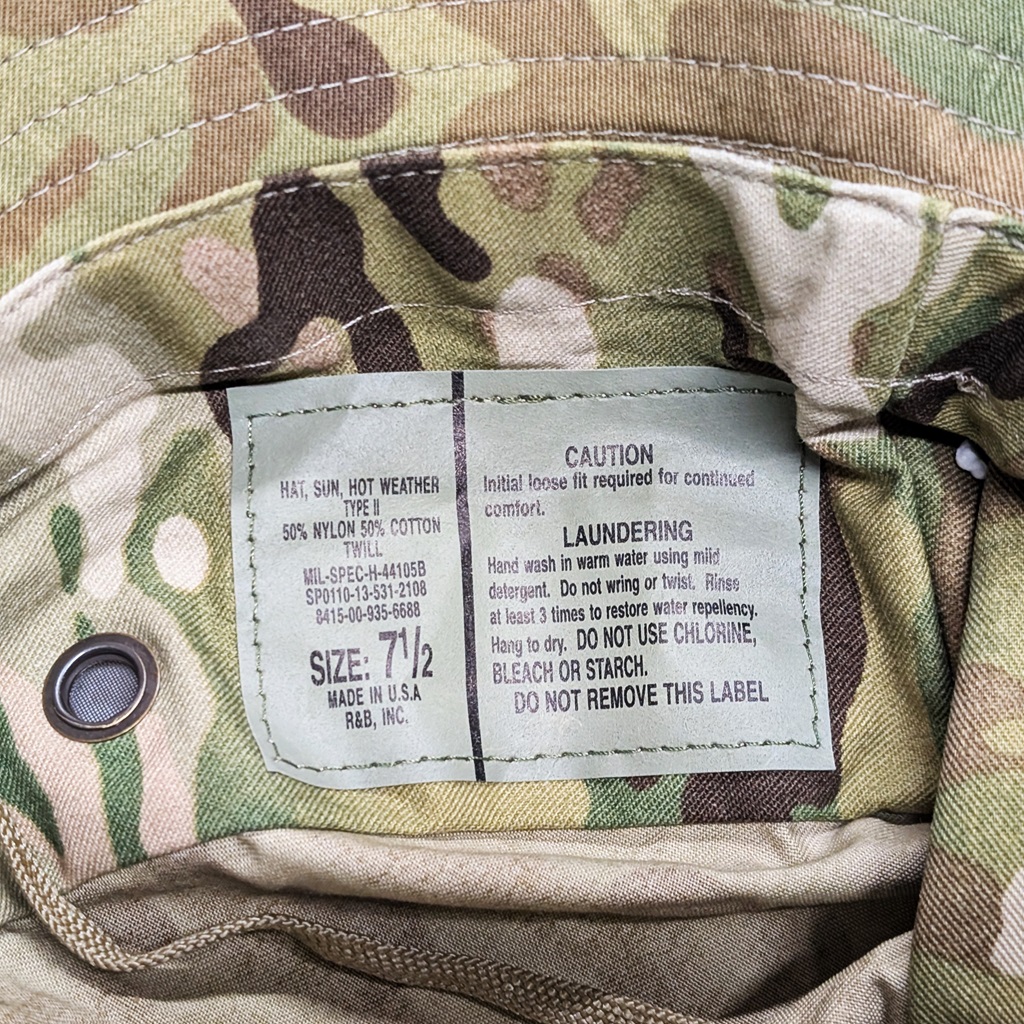 HAT, SUN, HOT WEATHER
TYPE II
50% NYLON 50% COTTON
TWILL
MIL-SPEC-H-44105B
SP0110-13-531-2108
8415-00-935-6688
SIZE: 7 1/2
MADE IN U.S.A
R&B, INC.
CAUTION
Initial loose fit required for continued
comfort.
LAUNDERING
Hand wash in warm water using mild
detergent. Do not wring or twist. Rinse
at least 3 times to restore water repellency.
Hang to dry. DO NOT USE CHLORINE,
BLEACH OR STARCH.
DO NOT REMOVE THIS LABEL